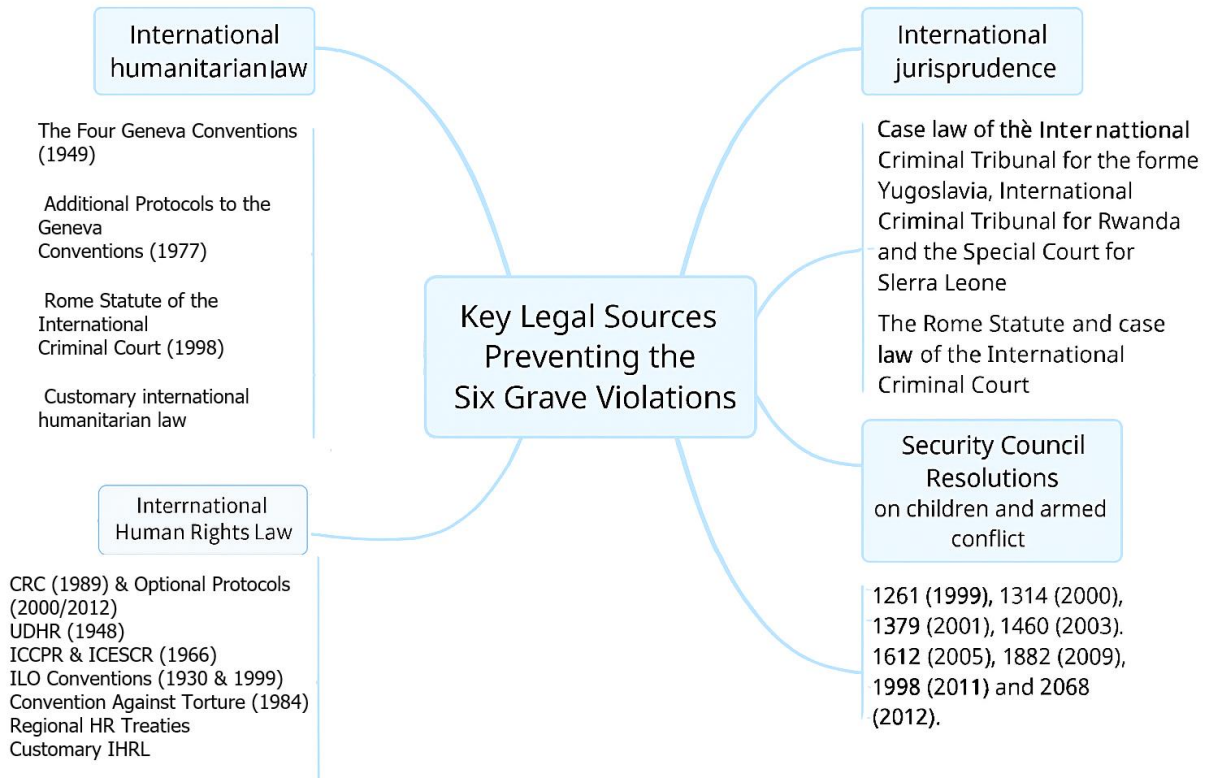 International
humanitarian law
The Four Geneva Conventions
(1949)
Additional Protocols to the
Geneva
Conventions (1977)
Rome Statute of the
International
Criminal Court (1998)
Customary international
humanitarian law
Interrnational
Human Rights Law
CRC (1989) & Optional Protocols
(2000/2012)
UDHR (1948)
ICCPR & ICESCR (1966)
ILO Conventions (1930 & 1999)
Convention Against Torture (1984)
Regional HR Treaties
Customary IHRL
Key Legal Sources
Preventing the
Six Grave Violations
International
jurisprudence
Case law of thè Internattional
Criminal Tribunal for the forme
Yugoslavia, International
Criminal Tribunal for Rwanda
and the Special Court for
Slerra Leone
The Rome Statute and case
law of the International
Criminal Court
Security Council
Resolutions
on children and armed
conflict
1261 (1999), 1314 (2000),
1379 (2001), 1460 (2003).
1612 (2005), 1882 (2009),
1998 (2011) and 2068
(2012).